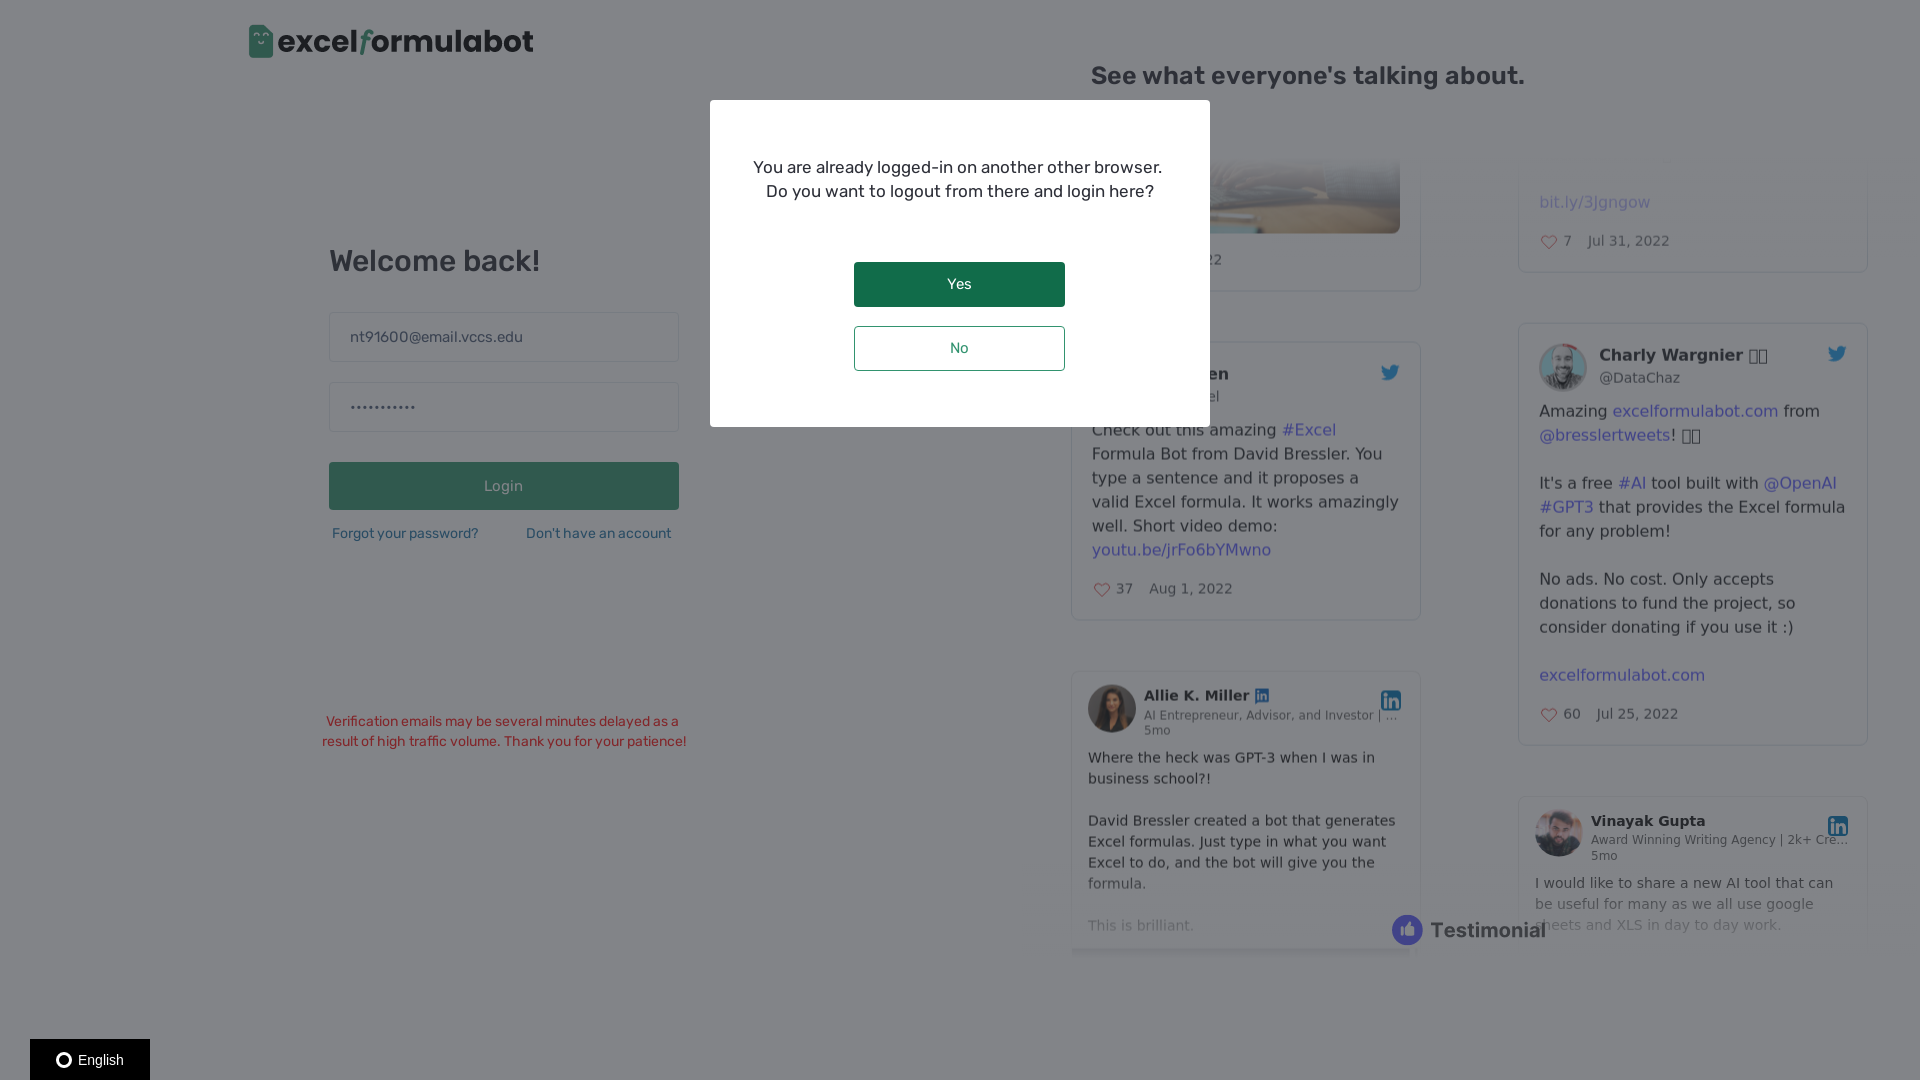 excelformulabot
See what everyone's talking about.
You are already logged-in on another other browser.
Do you want to logout from there and login here?
Yes
No
Welcome back!
nt91600@email.vccs.edu
•••••••••••
Login
Forgot your password?
Don't have an account
Verification emails may be several minutes delayed as a
result of high traffic volume. Thank you for your patience!
22
en
el
Check out this amazing #Excel
Formula Bot from David Bressler. You
type a sentence and it proposes a
valid Excel formula. It works amazingly
well. Short video demo:
youtu.be/jrFo6bYMwno
37 Aug 1, 2022
Allie K. Miller
AI Entrepreneur, Advisor, and Investor | ...
5mo
Where the heck was GPT-3 when I was in
business school?!
David Bressler created a bot that generates
Excel formulas. Just type in what you want
Excel to do, and the bot will give you the
formula.
This is brilliant.
bit.ly/3Jgngow
7 Jul 31, 2022
Charly Wargnier
@DataChaz
Amazing excelformulabot.com from
@bresslertweets!
It's a free #AI tool built with @OpenAI
#GPT3 that provides the Excel formula
for any problem!
No ads. No cost. Only accepts
donations to fund the project, so
consider donating if you use it :)
excelformulabot.com
60 Jul 25, 2022
Vinayak Gupta
Award Winning Writing Agency | 2k+ Cre...
5mo
I would like to share a new AI tool that can
be useful for many as we all use google
sheets and XLS in day to day work.
Testimonial
English